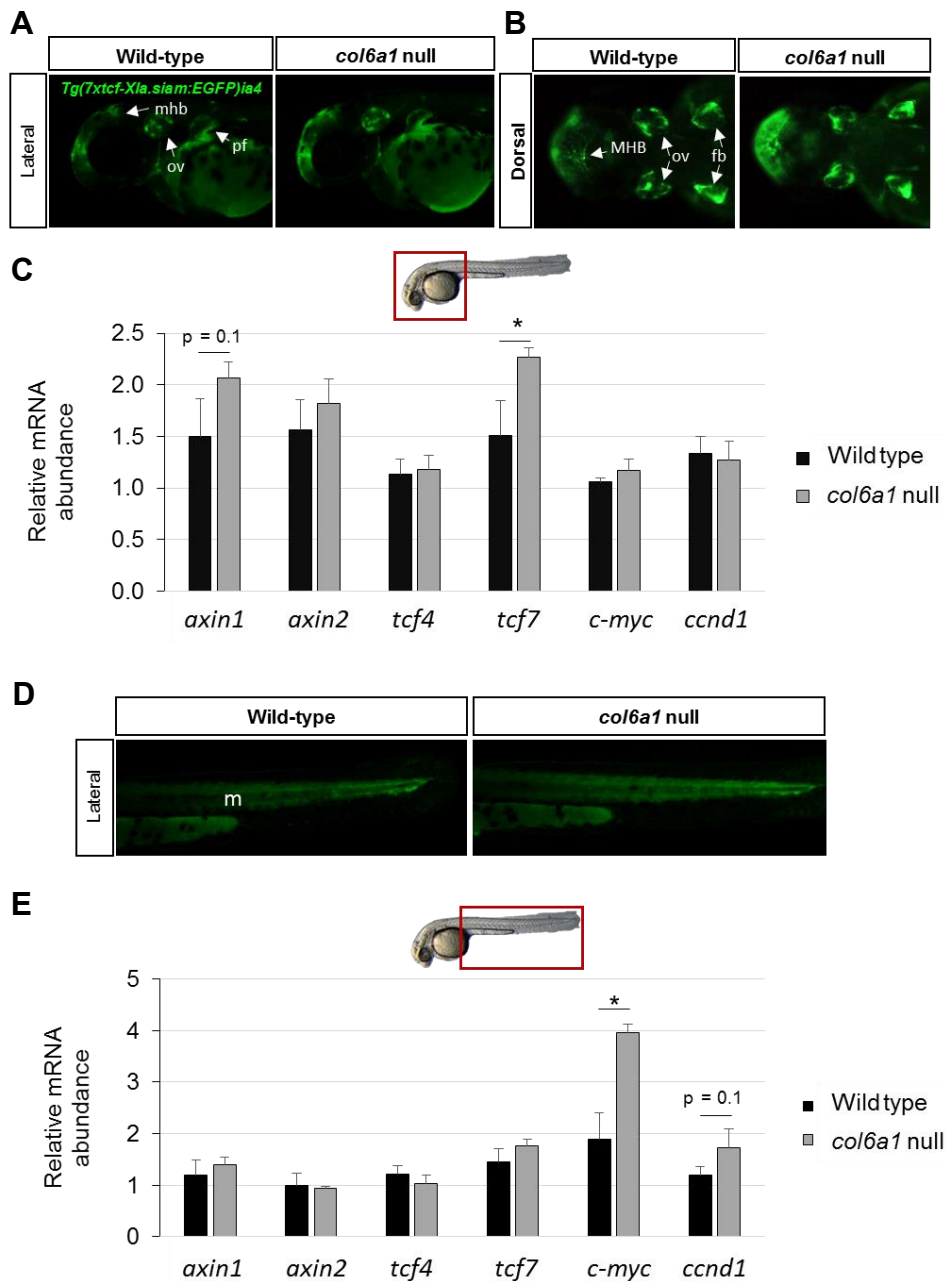 A
Wild-type
col6a1 null
Lateral
Tg(7xtcf-Xla.siam:EGFP)ia4
mhb
ov
pf
B
Wild-type
col6a1 null
Dorsal
MHB
ov
fb
C
Relative mRNA
abundance
2.5
2.0
1.5
1.0
0.5
0.0
p = 0.1
*
axin1
axin2
tcf4
tcf7
c-myc
ccnd1
Wild type
col6a1 null
D
Wild-type
col6a1 null
Lateral
m
E
Relative mRNA
abundance
5
4
3
2
1
0
*
p = 0.1
axin1
axin2
tcf4
tcf7
c-myc
ccnd1
Wild type
col6a1 null